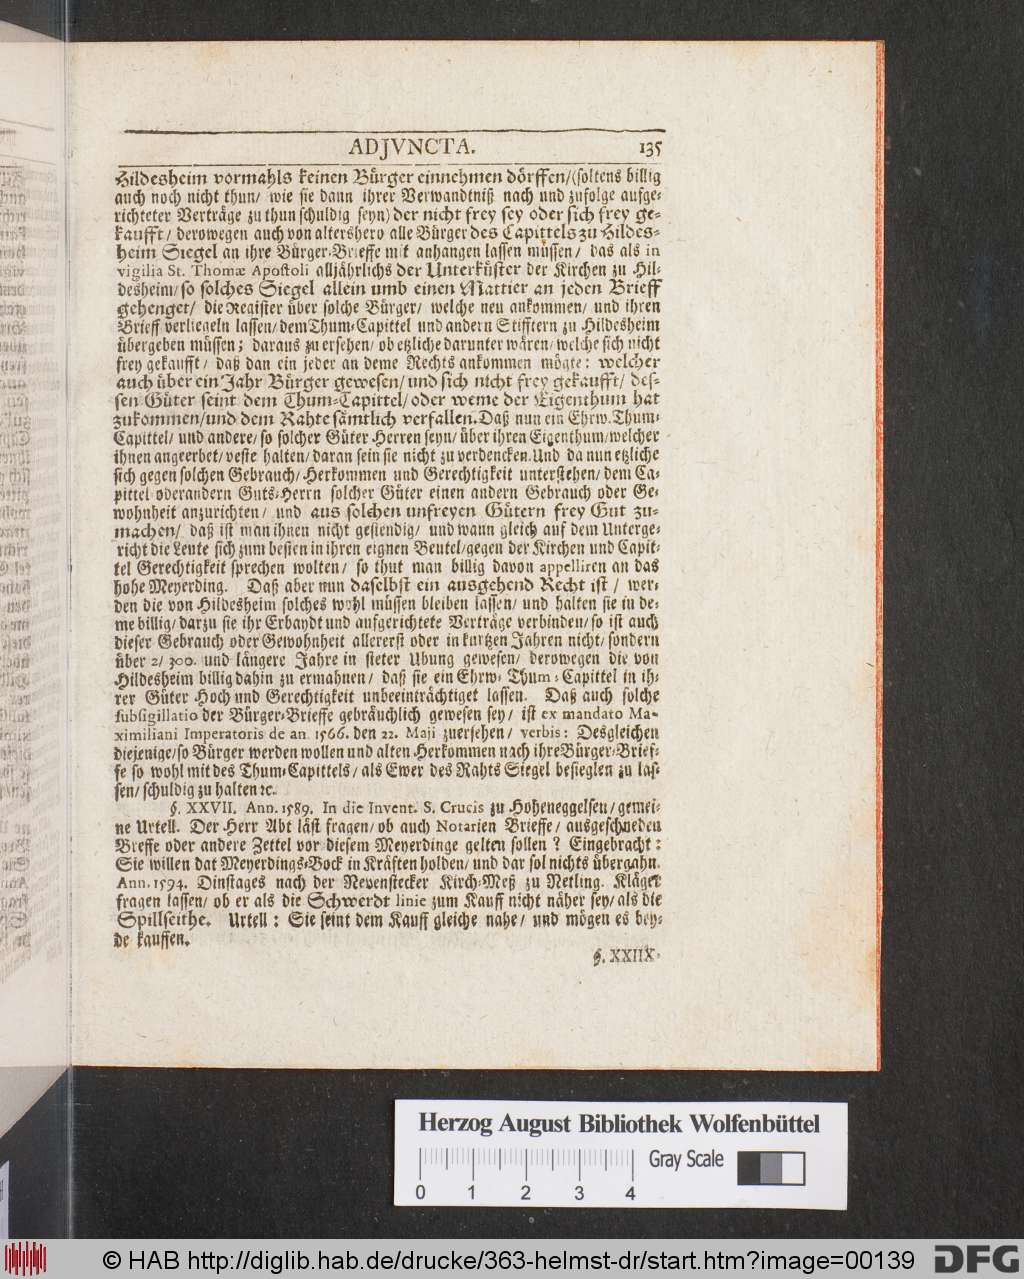 ADJVNCTA. 135
Hildesheim vormahls keinen Bürger einnehmen dörffen/(soltens billig
auch noch nicht thun/ wie sie dann ihrer Verwandtniß nach und zufolge aufge-
richteter Verträge zu thun schuldig seyn) der nicht frey sey oder sich frey ge-
kaufft/ derowegen auch von altershero alle Bürger des Capittels zu Hildes-
heim Siegel an ihre Bürger-Brieffe mit anhangen lassen müssen/ das als in
vigilia St. Thomæ Apostoli alljährlichs der Unterküster der Kirchen zu Hil-
desheim/ so solches Siegel allein umb einen Mattier an jeden Brieff
gehenget/ die Register über solche Bürger/ welche neu ankommen/ und ihren
Brieff versiegeln lassen/ dem Thum-Capittel und andern Stifftern zu Hildesheim
übergeben müssen; daraus zu ersehen/ ob etzliche darunter wären/ welche sich nicht
frey gekaufft/ daß dan ein jeder an deme Rechts ankommen mögte: welcher
auch über ein Jahr Bürger gewesen/ und sich nicht frey gekaufft/ des-
sen Güter seint dem Thum-Capittel/ oder weme der Eigenthum hat
zukommen/ und dem Rahte sämtlich verfallen. Daß nun ein Ehrw. Thum-
Capittel/ und andere/ so solcher Güter Herren seyn/ über ihren Eigenthum/ welcher
ihnen angeerbet/ veste halten/ daran sein sie nicht zu verdencken. Und da nun etzliche
sich gegen solchen Gebrauch/ Herkommen und Gerechtigkeit unterstehen/ dem Ca-
pittel oder andern Guts-Herrn solcher Güter einen andern Gebrauch oder Ge-
wohnheit anzurichten/ und aus solchen unfreyen Gütern frey Gut zu-
machen/ daß ist man ihnen nicht gestendig/ und wann gleich auf dem Unterge-
richt die Leute sich zum besten in ihren eignen Beutel/ gegen der Kirchen und Capit-
tel Gerechtigkeit sprechen wolten/ so thut man billig davon appelliren an das
hohe Meyerding. Daß aber nun daselbst ein ausgehend Recht ist/ wer-
den die von Hildesheim solches wohl müssen bleiben lassen/ und halten sie in de-
me billig/ darzu sie ihr Erbaydt und aufgerichtete Verträge verbinden/ so ist auch
dieser Gebrauch oder Gewohnheit allererst oder in kurtzen Jahren nicht/ sondern
über 2/ 300. und längere Jahre in steter Ubung gewesen/ derowegen die von
Hildesheim billig dahin zu ermahnen/ daß sie ein Ehrw- Thum-Capittel in ih-
rer Güter Hoch und Gerechtigkeit unbeeinträchtiget lassen. Daß auch solche
subsigillatio der Bürger-Brieffe gebräuchlich gewesen sey/ ist ex mandato Ma-
ximiliani Imperatoris de an. 1566. den 22. Maji zuersehen/ verbis: Desgleichen
diejenige/ so Bürger werden wollen und alten Herkommen nach ihre Bürger-Brief-
fe so wohl mit des Thum-Capittels/ als Ewer des Rahts Siegel besieglen zu las-
sen/ schuldig zu halten ꝛc.
§. XXVII. Ann. 1589. In die Invent. S. Crucis zu Hoheneggelsen/ gemei-
ne Urtell. Der Herr Abt läst fragen/ ob auch Notarien Brieffe/ ausgeschneden
Breffe oder andere Zettel vor diesem Meyerdinge gelten sollen? Eingebracht:
Sie willen dat Meyerdings-Bock in Kräften holden/ und dar sol nichts übergahn.
Ann. 1594. Dinstages nach der Nevenstecker Kirch-Meß zu Netling. Kläger
fragen lassen/ ob er als die Schwerdt linie zum Kauff nicht näher sey/ als die
Spillseithe. Urtell: Sie seint dem Kauff gleiche nahe/ und mögen es bey-
de kauffen.
§. XXIIX.
Herzog August Bibliothek Wolfenbüttel
Gray Scale
0 1 2 3 4
© HAB http://diglib.hab.de/drucke/363-helmst-dr/start.htm?image=00139 DFG